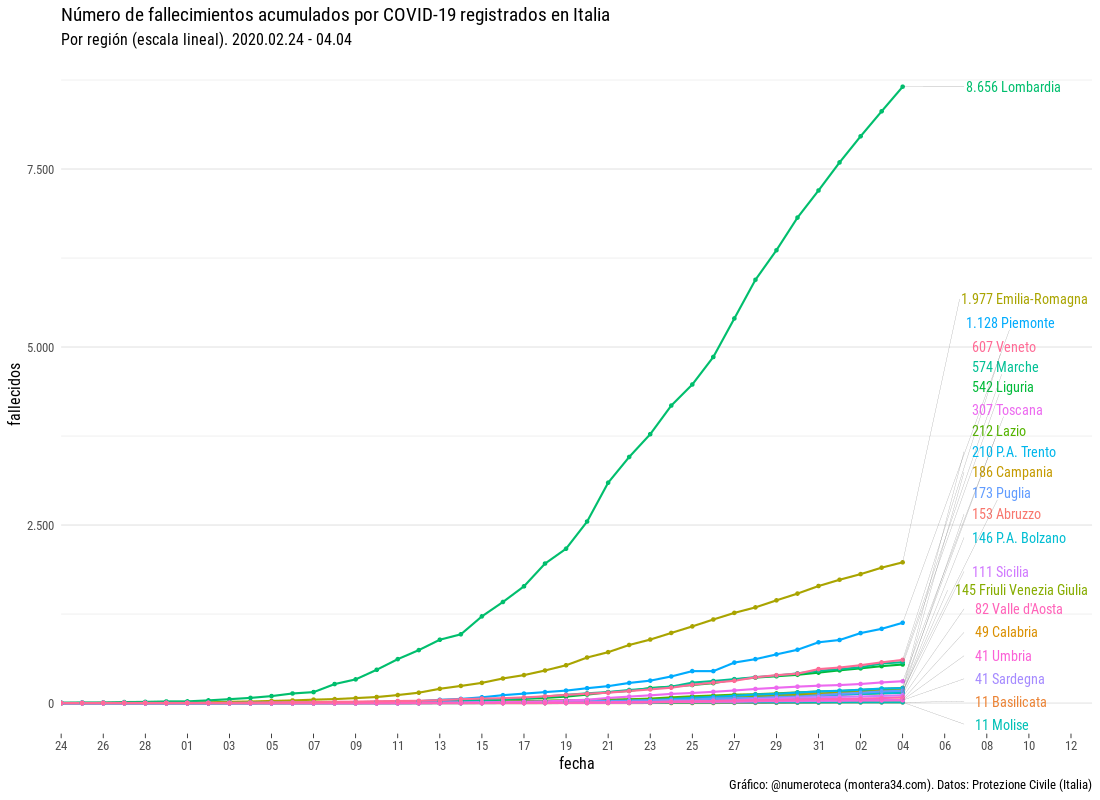 Número de fallecimientos acumulados por COVID-19 registrados en Italia
Por región (escala lineal). 2020.02.24 - 04.04
8.656 Lombardia
7.500
1.977 Emilia-Romagna
1.128 Piemonte
5.000
607 Veneto
574 Marche
542 Liguria
307 Toscana
212 Lazio
210 P.A. Trento
186 Campania
173 Puglia
153 Abruzzo
2.500
146 P.A. Bolzano
111 Sicilia
145 Friuli Venezia Giulia
82 Valle d'Aosta
49 Calabria
41 Umbria
41 Sardegna
0
11 Basilicata
11 Molise
fallecidos
24 26 28 01 03 05 07 09 11 13 15 17 19 21 23 25 27 29 31 02 04 06 08 10 12
fecha
Gráfico: @numeroteca (montera34.com). Datos: Protezione Civile (Italia)